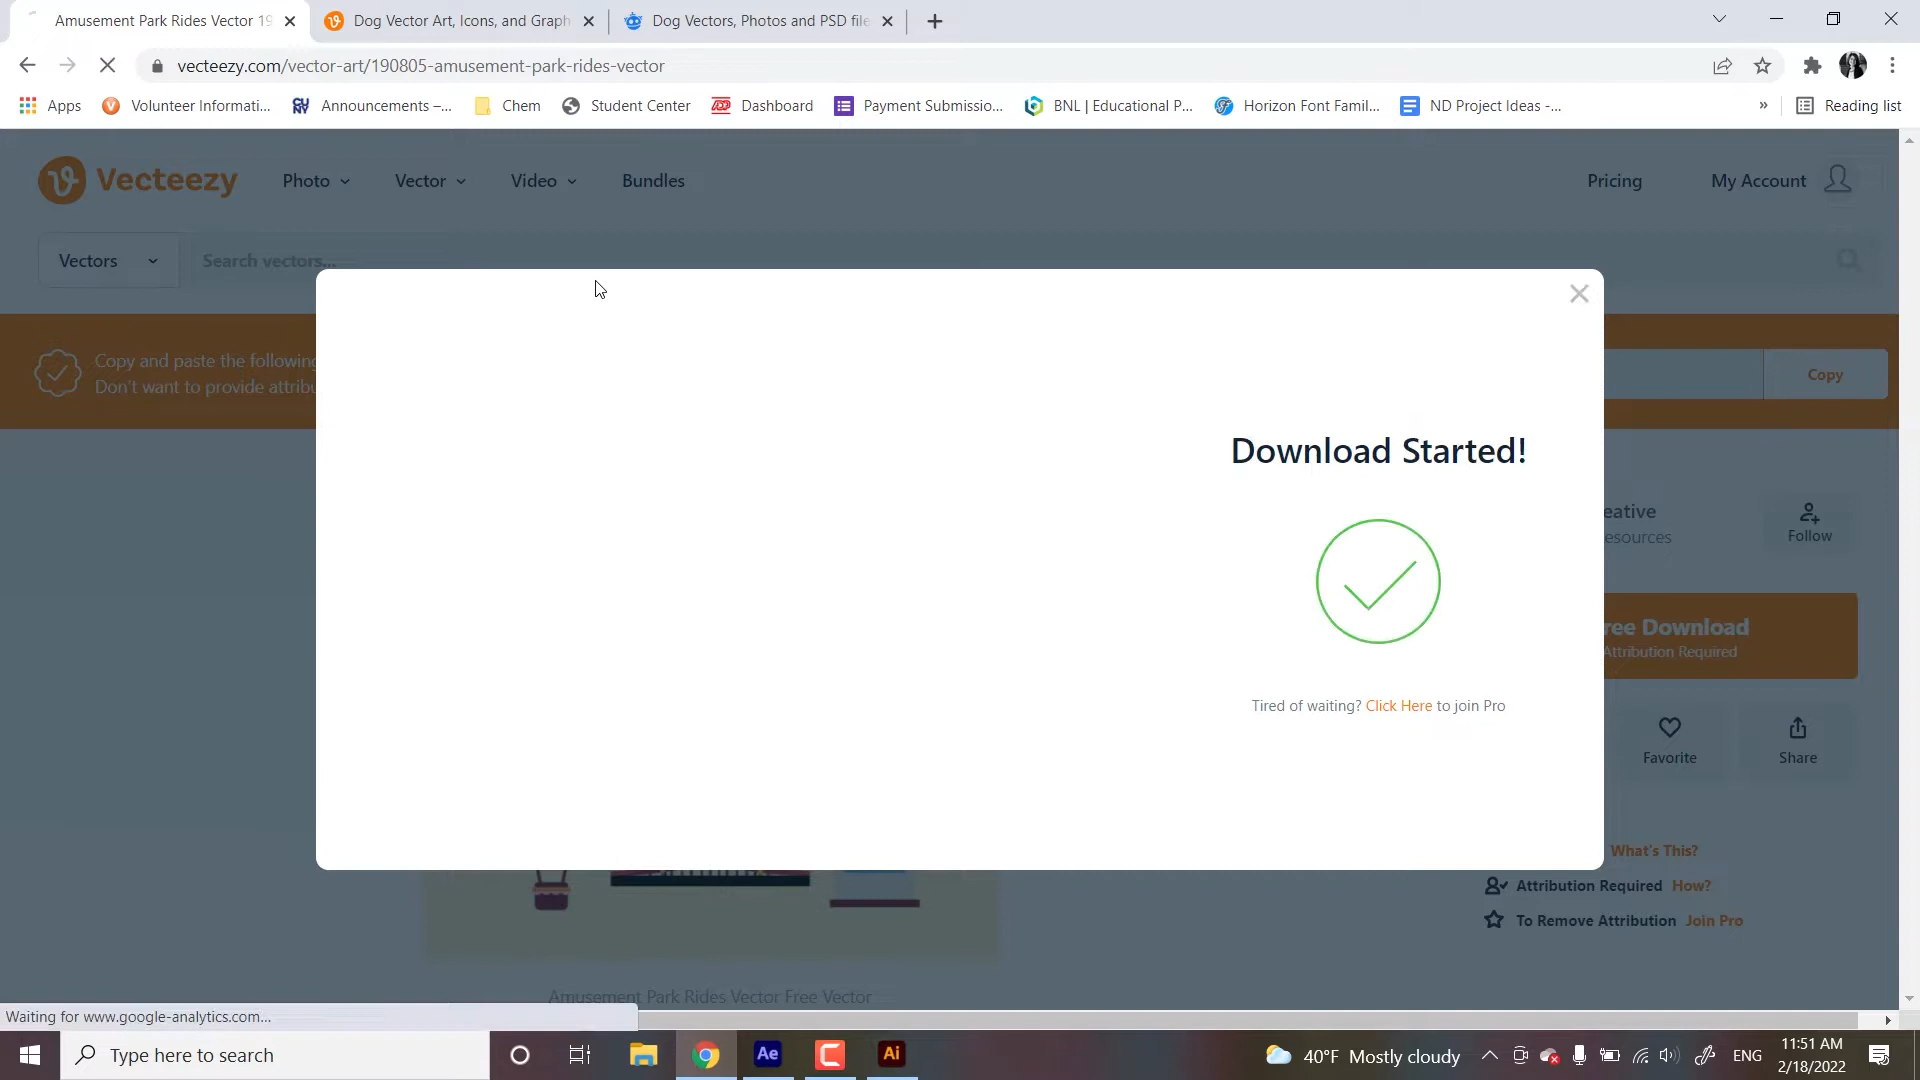 Amusement Park Rides Vector 19
Dog Vector Art, Icons, and Graph
Dog Vectors, Photos and PSD file
vecteezy.com/vector-art/190805-amusement-park-rides-vector
Apps
Volunteer Informati...
Announcements –...
Chem
Student Center
Dashboard
Payment Submissio...
BNL | Educational P...
Horizon Font Famil...
ND Project Ideas -...
»
Reading list
Vecteezy
Photo
Vector
Video
Bundles
Pricing
My Account
Vectors
Search vectors...
Copy and paste the following
Don't want to provide attribu
Copy
Download Started!
Tired of waiting? Click Here to join Pro
eative
esources
Follow
ree Download
Attribution Required
Favorite
Share
What's This?
Attribution Required How?
To Remove Attribution Join Pro
Amusement Park Rides Vector Free Vector
Waiting for www.google-analytics.com...
Type here to search
Ae
Ai
40°F Mostly cloudy
ENG
11:51 AM
2/18/2022